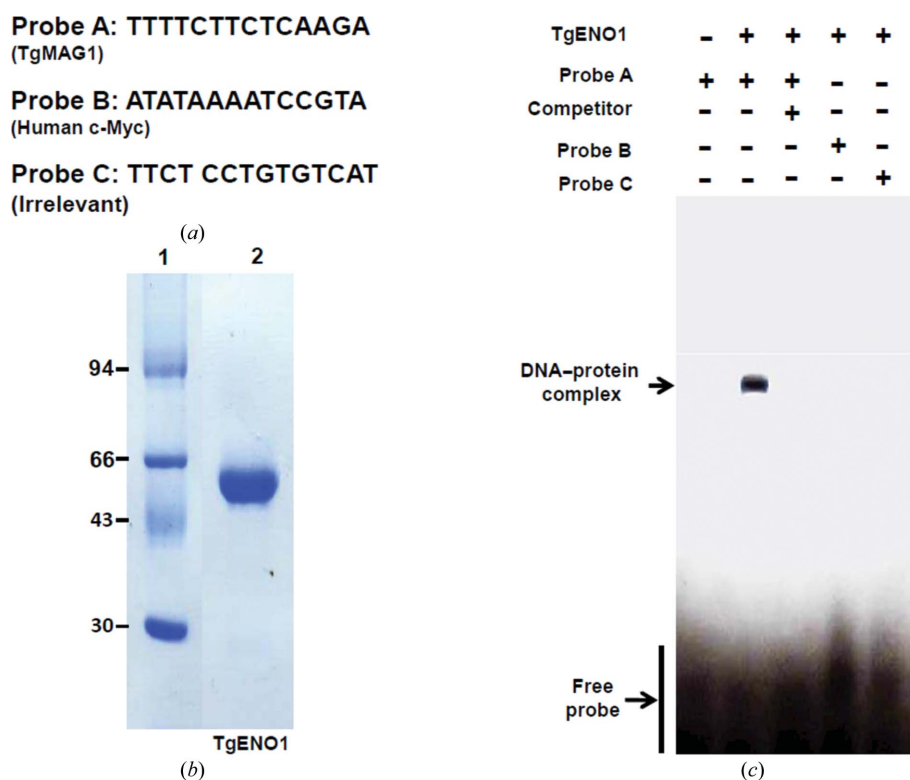 Probe A: TTTTCTTCTCAAGA
(TgMAG1)
Probe B: ATATAAAATCCGTA
(Human c-Myc)
Probe C: TTCT CCTGTGTCAT
(Irrelevant)
(a)
1 2
94
66
43
30
TgENO1
(b)
TgENO1 - + + + +
Probe A + + + - -
Competitor - - + - -
Probe B - - - + -
Probe C - - - - +
DNA–protein
complex
Free
probe
(c)